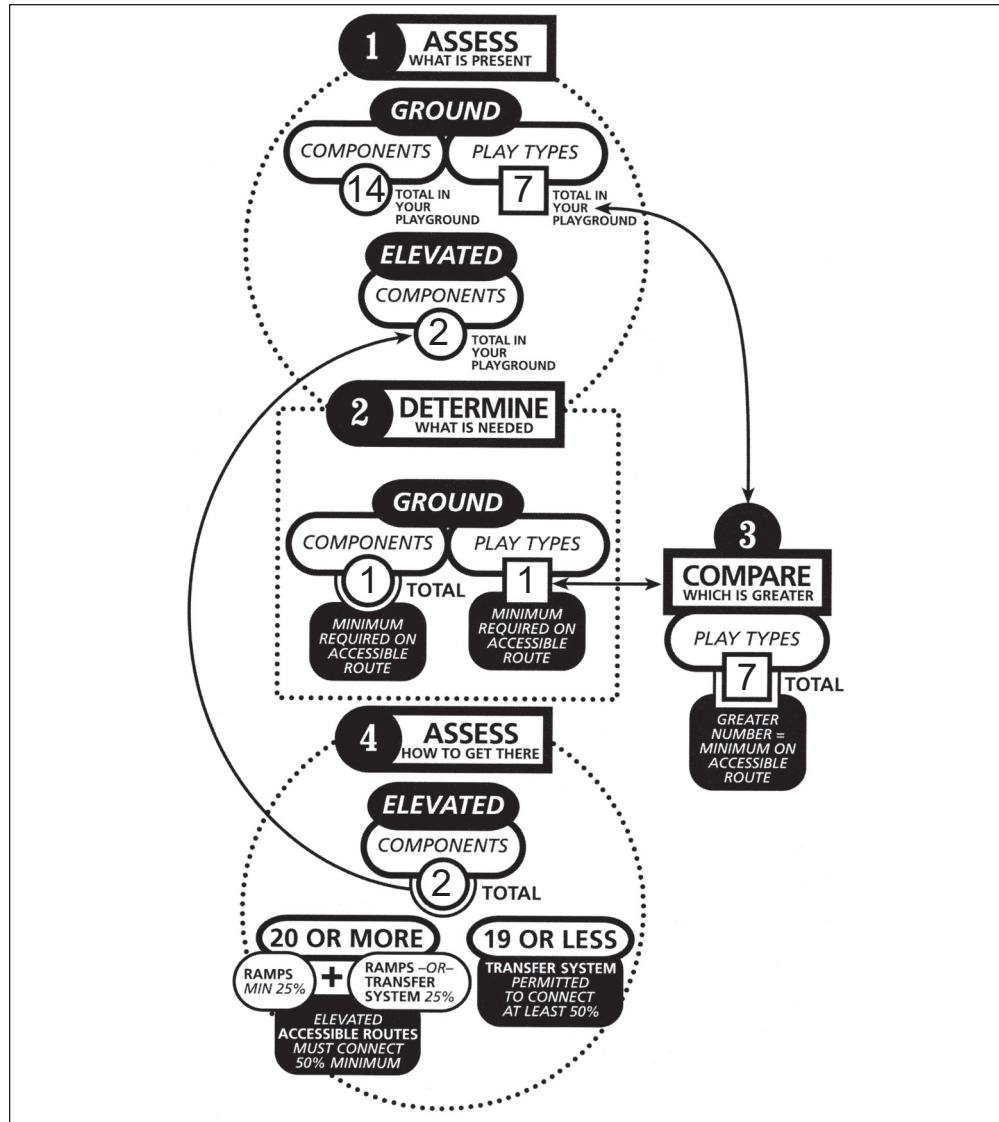 1
ASSESS
WHAT IS PRESENT
GROUND
COMPONENTS
PLAY TYPES
14
TOTAL IN
YOUR
PLAYGROUND
7
TOTAL IN
YOUR
PLAYGROUND
ELEVATED
COMPONENTS
2
TOTAL IN
YOUR
PLAYGROUND
2
DETERMINE
WHAT IS NEEDED
GROUND
COMPONENTS
PLAY TYPES
1
TOTAL
1
MINIMUM
REQUIRED ON
ACCESSIBLE
ROUTE
MINIMUM
REQUIRED ON
ACCESSIBLE
ROUTE
3
COMPARE
WHICH IS GREATER
PLAY TYPES
7
TOTAL
GREATER
NUMBER =
MINIMUM ON
ACCESSIBLE
ROUTE
4
ASSESS
HOW TO GET THERE
ELEVATED
COMPONENTS
2
TOTAL
20 OR MORE
RAMPS
MIN 25%
+
RAMPS –OR–
TRANSFER
SYSTEM 25%
ELEVATED
ACCESSIBLE ROUTES
MUST CONNECT
50% MINIMUM
19 OR LESS
TRANSFER SYSTEM
PERMITTED
TO CONNECT
AT LEAST 50%